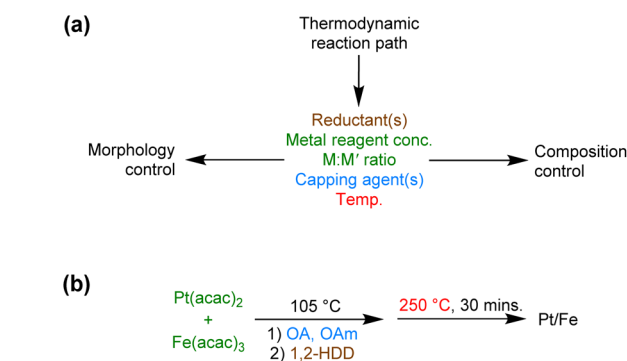 (a)
Thermodynamic
reaction path
Reductant(s)
Metal reagent conc.
M:M′ ratio
Capping agent(s)
Temp.
Morphology
control
Composition
control
(b)
Pt(acac)₂
+
Fe(acac)₃
105 °C
1) OA, OAm
2) 1,2-HDD
250 °C, 30 mins.
Pt/Fe